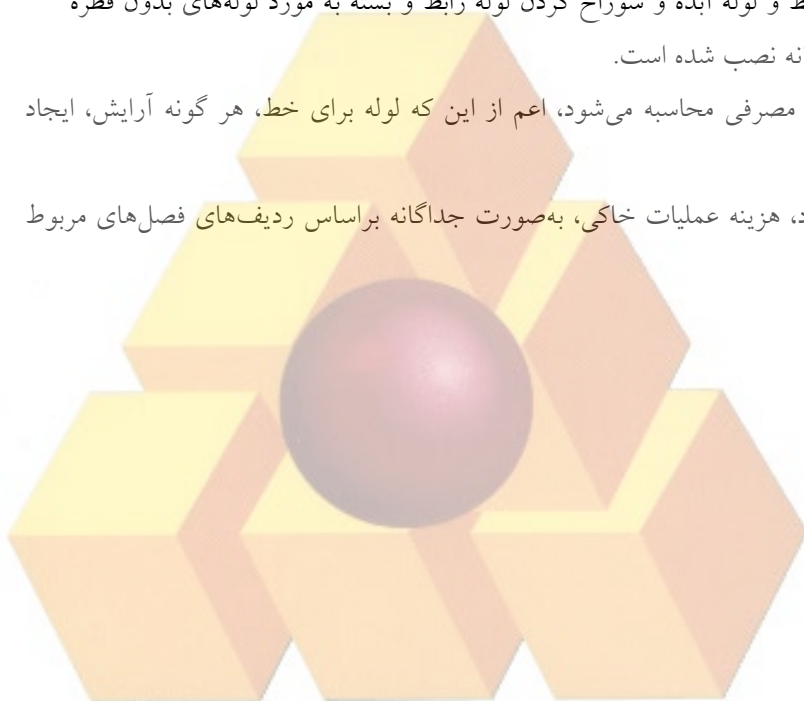 ط و لوله آبده و سوراخ کردن لوله رابط و بسته به مورد لوله‌های بدون قطره
انه نصب شده است.
مصرفی محاسبه می‌شود، اعم از این که لوله برای خط، هر گونه آرایش، ایجاد
د، هزینه عملیات خاکی، به‌صورت جداگانه براساس ردیف‌های فصل‌های مربوط